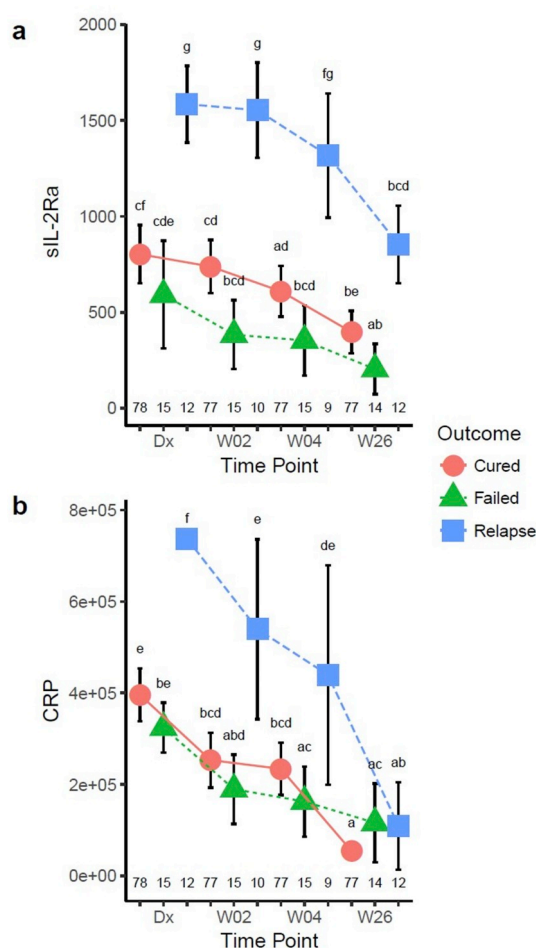 a
2000
1500
1000
500
0
sIL-2Ra
g
g
fg
bcd
cf
cde
cd
bcd
ad
bcd
be
ab
78 15 12 77 15 10 77 15 9 77 14 12
Dx W02 W04 W26
Time Point
Outcome
Cured
Failed
Relapse
b
8e+05
6e+05
4e+05
2e+05
0e+00
CRP
f
e
de
e
be
bcd
abd
bcd
ac
a
ac
ab
78 15 12 77 15 10 77 15 9 77 14 12
Dx W02 W04 W26
Time Point